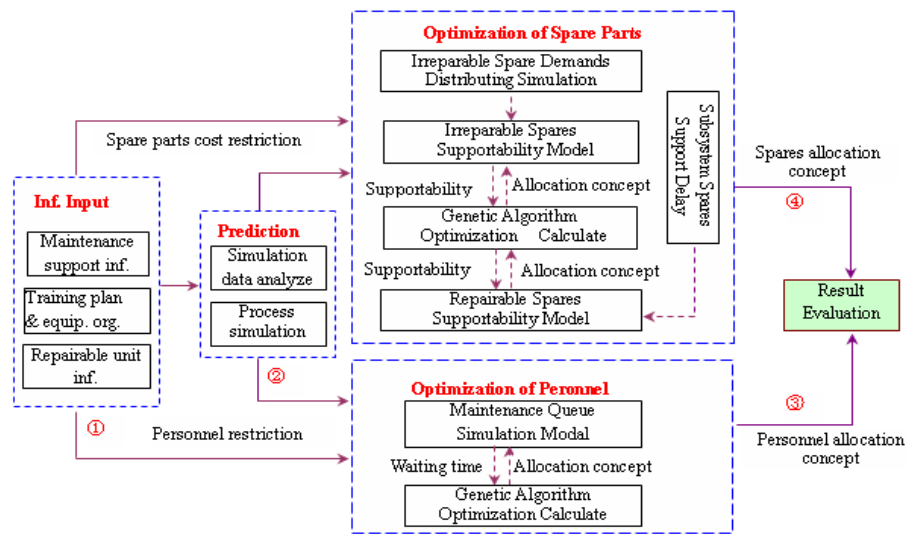 Optimization of Spare Parts
Irreparable Spare Demands
Distributing Simulation
Spare parts cost restriction
Irreparable Spares
Supportability Model
Subsystem Spares
Support Delay
Supportability
Allocation concept
Genetic Algorithm
Optimization Calculate
Supportability
Allocation concept
Repairable Spares
Supportability Model
Spares allocation
concept
④
Inf. Input
Maintenance
support inf.
Training plan
& equip. org.
Repairable unit
inf.
Prediction
Simulation
data analyze
Process
simulation
②
①
Personnel restriction
Result
Evaluation
Optimization of Peronnel
Maintenance Queue
Simulation Modal
Waiting time
Allocation concept
Genetic Algorithm
Optimization Calculate
③
Personnel allocation
concept